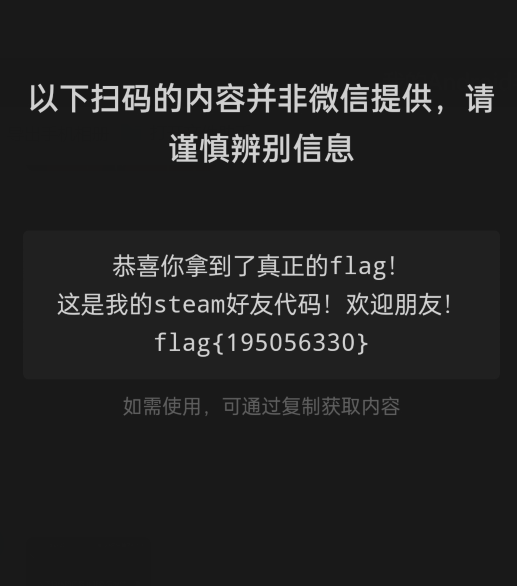 以下扫码的内容并非微信提供，请
谨慎辨别信息
恭喜你拿到了真正的flag!
这是我的steam好友代码！欢迎朋友!
flag{195056330}
如需使用，可通过复制获取内容